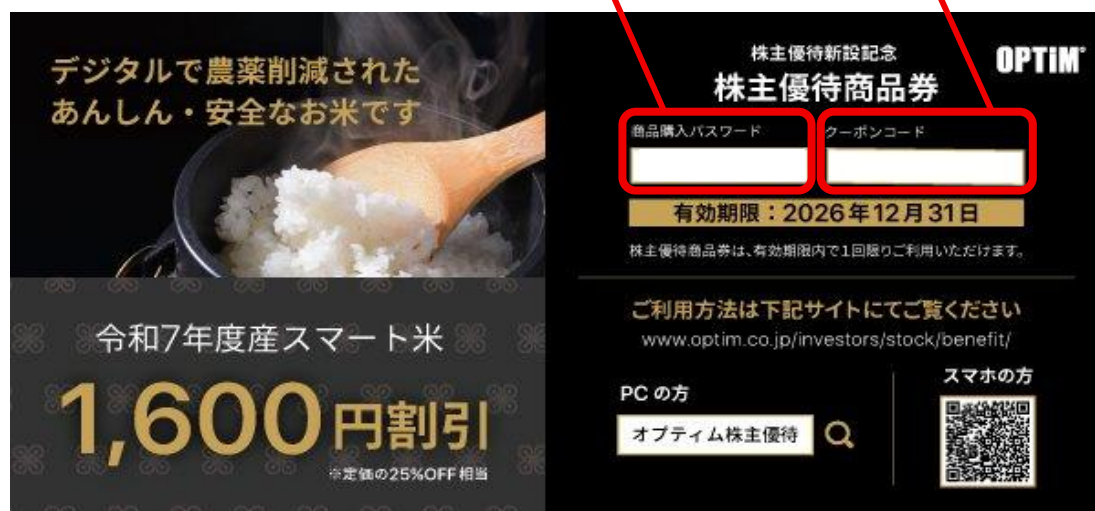 デジタルで農薬削減された
あんしん・安全なお米です
令和7年度産スマート米
1,600円割引
※定価の25%OFF相当
株主優待新設記念
OPTiM
株主優待商品券
商品購入パスワード
クーポンコード
有効期限：2026年12月31日
株主優待商品券は、有効期限内で1回限りご利用いただけます。
ご利用方法は下記サイトにてご覧ください
www.optim.co.jp/investors/stock/benefit/
PC の方
オプティム株主優待
スマホの方